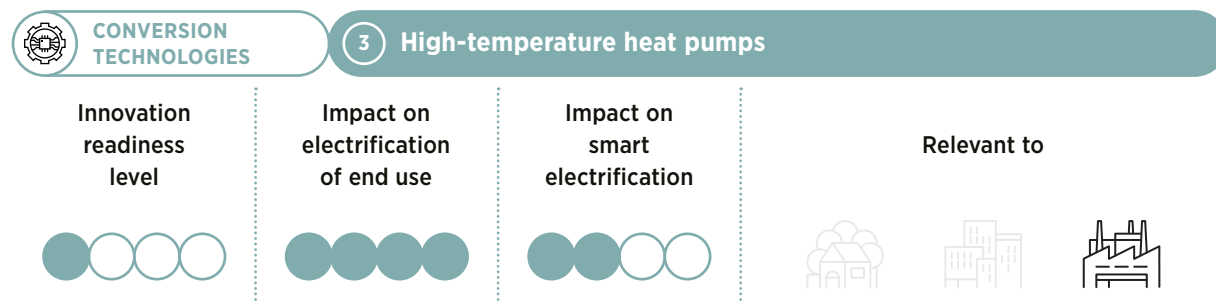 CONVERSION
TECHNOLOGIES
3 High-temperature heat pumps
Innovation
readiness
level
Impact on
electrification
of end use
Impact on
smart
electrification
Relevant to